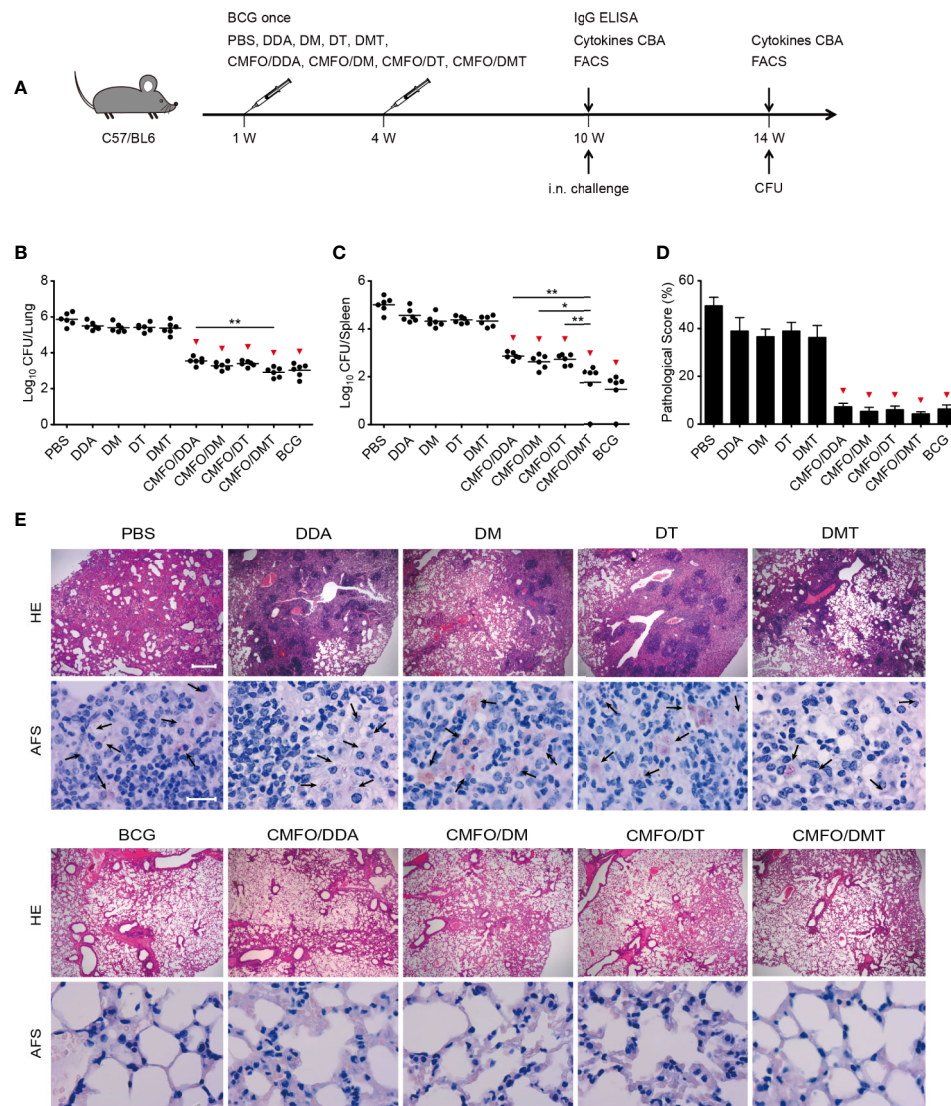 A
BCG once
PBS, DDA, DM, DT, DMT,
CMFO/DDA, CMFO/DM, CMFO/DT, CMFO/DMT
IgG ELISA
Cytokines CBA
FACS
Cytokines CBA
FACS
C57/BL6
1 W
4 W
10 W
14 W
i.n. challenge
CFU
B
Log10 CFU/Lung
8
6
4
2
0
**
PBS
DDA
DM
DT
DMT
CMFO/DDA
CMFO/DM
CMFO/DT
CMFO/DMT
BCG
C
Log10 CFU/Spleen
6
4
2
0
**
*
**
PBS
DDA
DM
DT
DMT
CMFO/DDA
CMFO/DM
CMFO/DT
CMFO/DMT
BCG
D
Pathological Score (%)
60
40
20
0
PBS
DDA
DM
DT
DMT
CMFO/DDA
CMFO/DM
CMFO/DT
CMFO/DMT
BCG
E
PBS DDA DM DT DMT
HE
AFS
BCG CMFO/DDA CMFO/DM CMFO/DT CMFO/DMT
HE
AFS